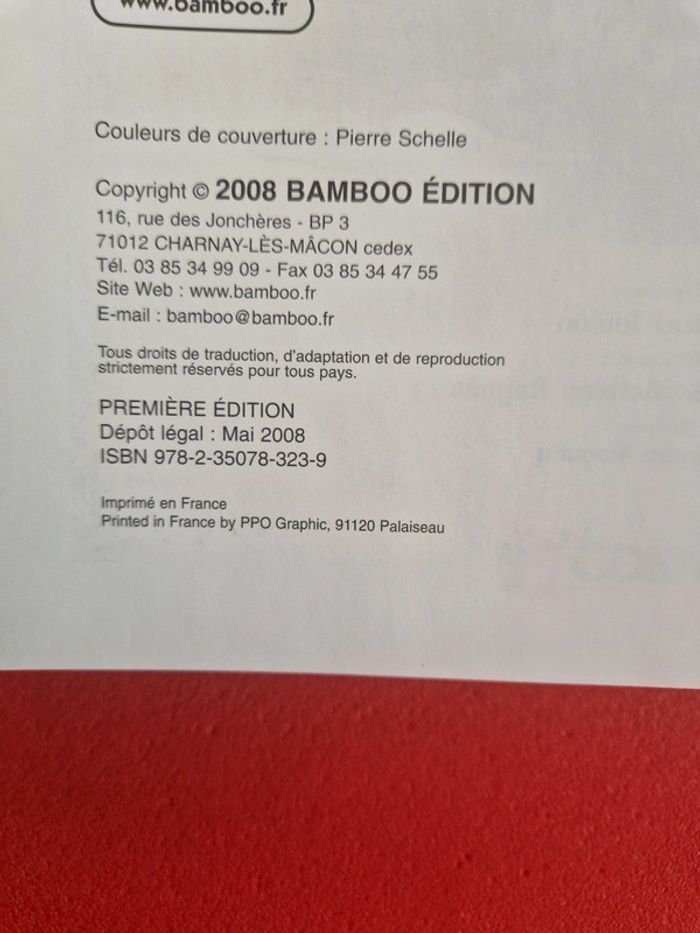 www.bamboo.fr
Couleurs de couverture : Pierre Schelle
Copyright © 2008 BAMBOO ÉDITION
116, rue des Jonchères - BP 3
71012 CHARNAY-LÈS-MÂCON cedex
Tél. 03 85 34 99 09 - Fax 03 85 34 47 55
Site Web : www.bamboo.fr
E-mail : bamboo@bamboo.fr
Tous droits de traduction, d'adaptation et de reproduction
strictement réservés pour tous pays.
PREMIÈRE ÉDITION
Dépôt légal : Mai 2008
ISBN 978-2-35078-323-9
Imprimé en France
Printed in France by PPO Graphic, 91120 Palaiseau